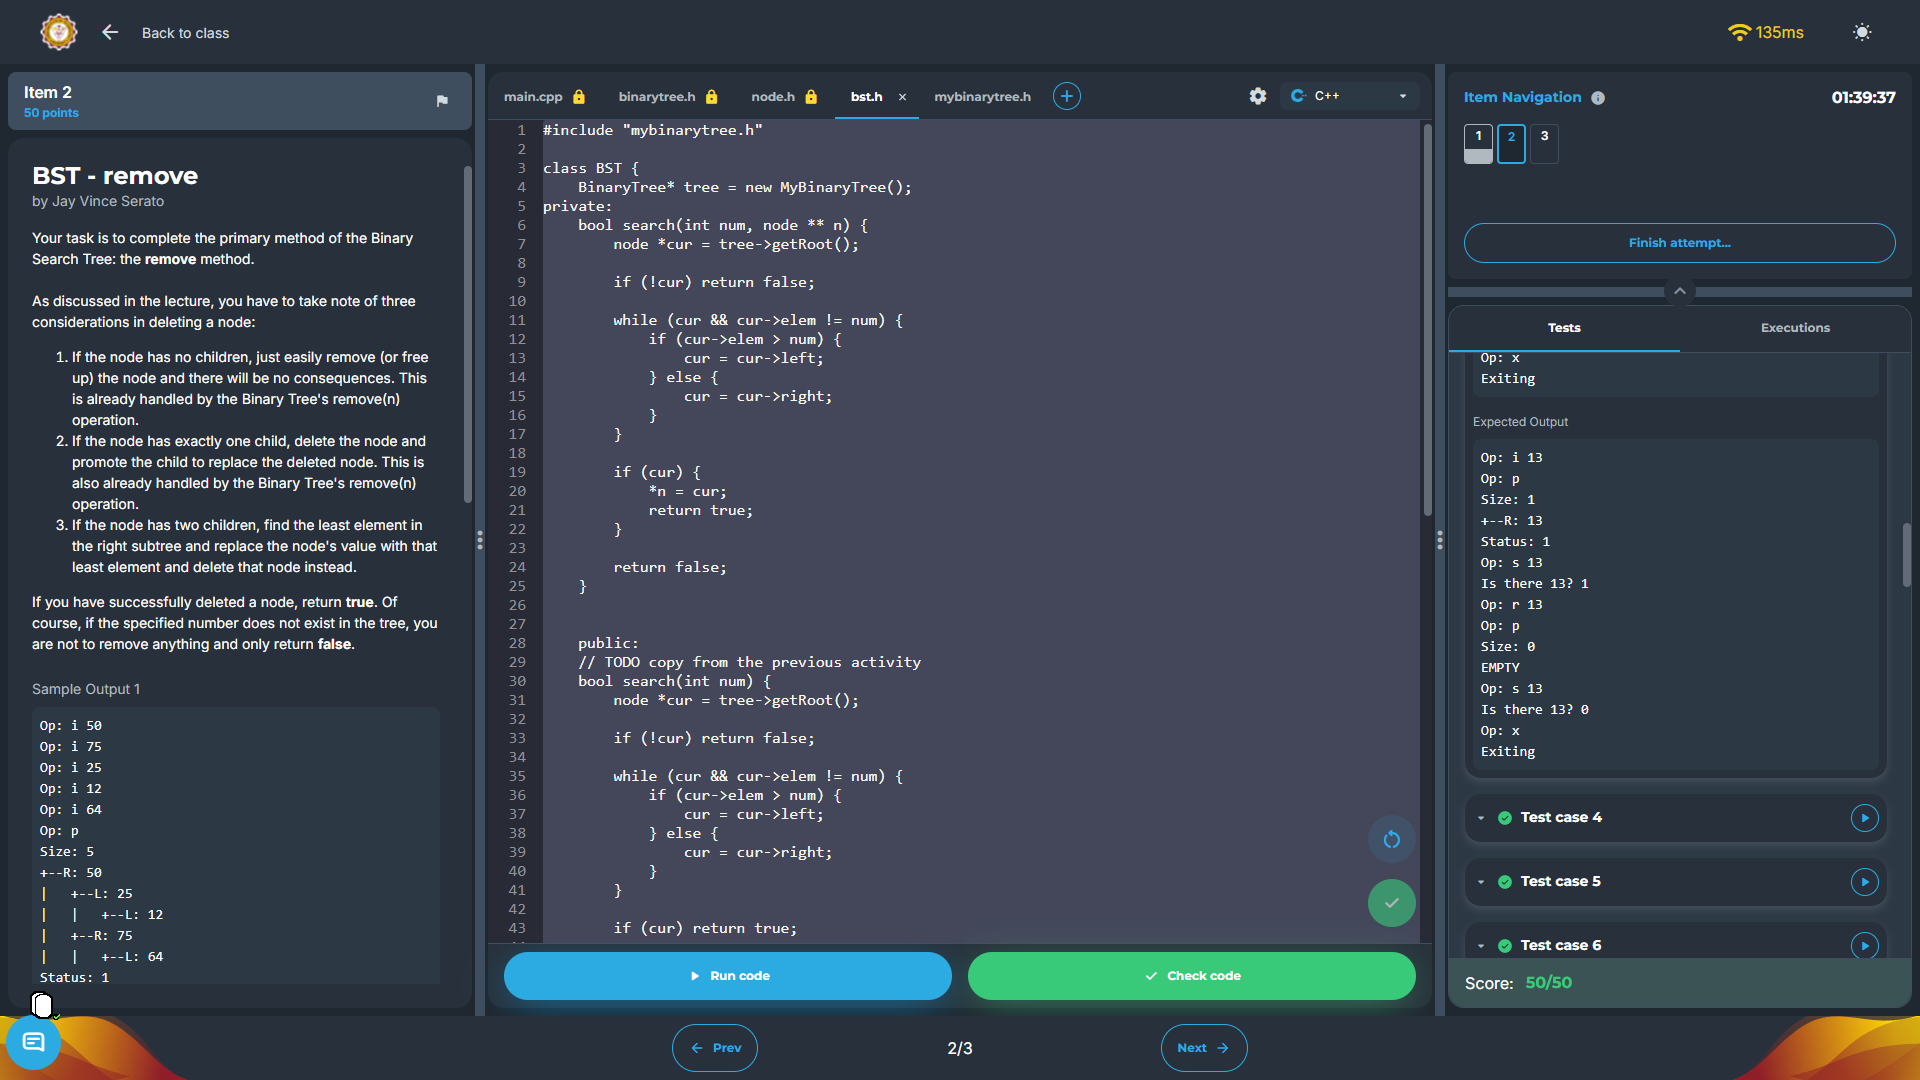 Back to class
135ms
Item 2
50 points
BST - remove
by Jay Vince Serato
Your task is to complete the primary method of the Binary
Search Tree: the remove method.
As discussed in the lecture, you have to take note of three
considerations in deleting a node:
1. If the node has no children, just easily remove (or free
up) the node and there will be no consequences. This
is already handled by the Binary Tree's remove(n)
operation.
2. If the node has exactly one child, delete the node and
promote the child to replace the deleted node. This is
also already handled by the Binary Tree's remove(n)
operation.
3. If the node has two children, find the least element in
the right subtree and replace the node's value with that
least element and delete that node instead.
If you have successfully deleted a node, return true. Of
course, if the specified number does not exist in the tree, you
are not to remove anything and only return false.
Sample Output 1
Op: i 50
Op: i 75
Op: i 25
Op: i 12
Op: i 64
Op: p
Size: 5
+--R: 50
|   +--L: 25
|   |   +--L: 12
|   +--R: 75
|   |   +--L: 64
Status: 1
main.cpp binarytree.h node.h bst.h × mybinarytree.h + C++
1 #include "mybinarytree.h"
2
3 class BST {
4     BinaryTree* tree = new MyBinaryTree();
5 private:
6     bool search(int num, node ** n) {
7         node *cur = tree->getRoot();
8
9         if (!cur) return false;
10
11         while (cur && cur->elem != num) {
12             if (cur->elem > num) {
13                 cur = cur->left;
14             } else {
15                 cur = cur->right;
16             }
17         }
18
19         if (cur) {
20             *n = cur;
21             return true;
22         }
23
24         return false;
25     }
26
27
28     public:
29     // TODO copy from the previous activity
30     bool search(int num) {
31         node *cur = tree->getRoot();
32
33         if (!cur) return false;
34
35         while (cur && cur->elem != num) {
36             if (cur->elem > num) {
37                 cur = cur->left;
38             } else {
39                 cur = cur->right;
40             }
41         }
42
43         if (cur) return true;
Run code
Check code
Prev
2/3
Next
Item Navigation
01:39:37
1 2 3
Finish attempt...
Tests
Executions
Op: x
Exiting
Expected Output
Op: i 13
Op: p
Size: 1
+--R: 13
Status: 1
Op: s 13
Is there 13? 1
Op: r 13
Op: p
Size: 0
EMPTY
Op: s 13
Is there 13? 0
Op: x
Exiting
Test case 4
Test case 5
Test case 6
Score: 50/50